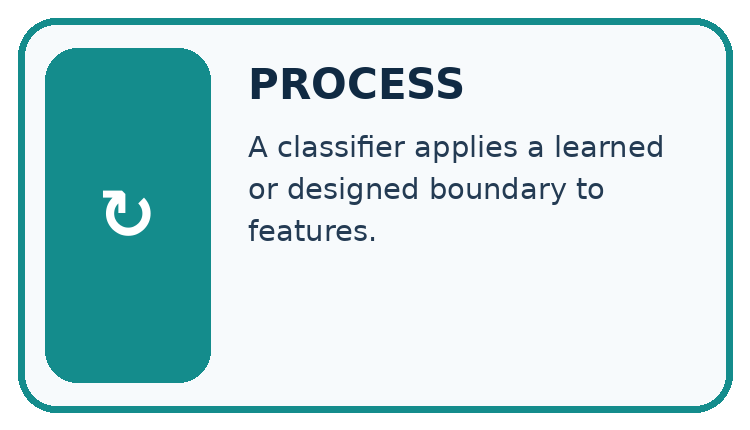 PROCESS
A classifier applies a learned
or designed boundary to
features.